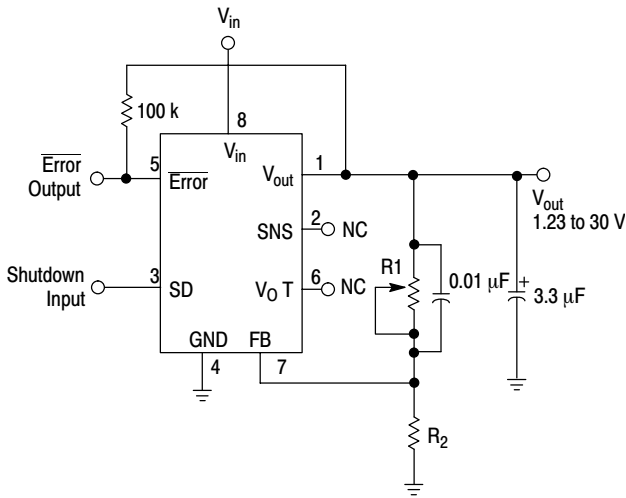 Vin
100 k
8
Vin
Error
Output
5
Error
Vout
1
Vout
1.23 to 30 V
SNS
2
NC
Shutdown
Input
3
SD
VO T
6
NC
R1
0.01 μF
+
3.3 μF
GND
FB
4
7
R2